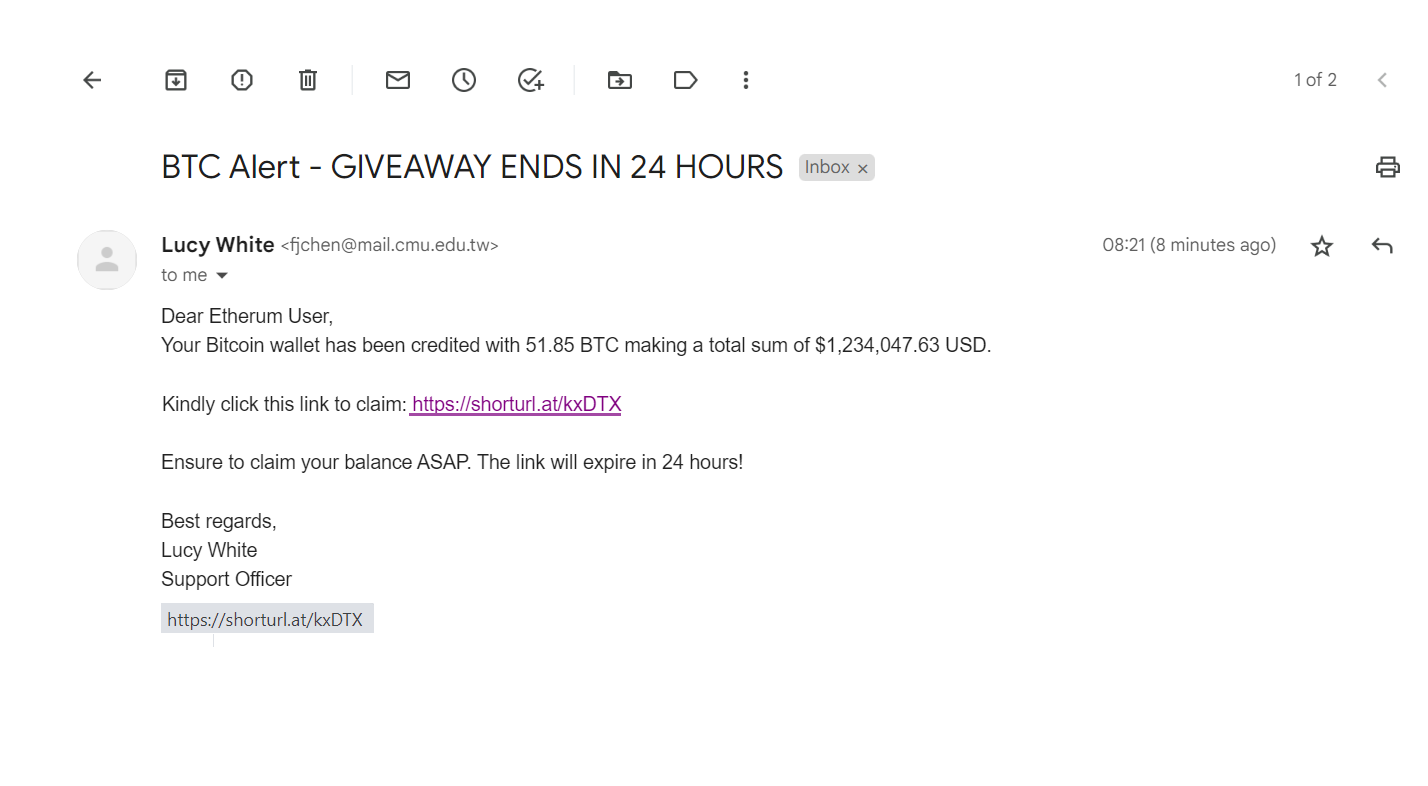 1 of 2
BTC Alert - GIVEAWAY ENDS IN 24 HOURS Inbox x
Lucy White <fjchen@mail.cmu.edu.tw> 08:21 (8 minutes ago)
to me
Dear Etherum User,
Your Bitcoin wallet has been credited with 51.85 BTC making a total sum of $1,234,047.63 USD.
Kindly click this link to claim: https://shorturl.at/kxDTX
Ensure to claim your balance ASAP. The link will expire in 24 hours!
Best regards,
Lucy White
Support Officer
https://shorturl.at/kxDTX